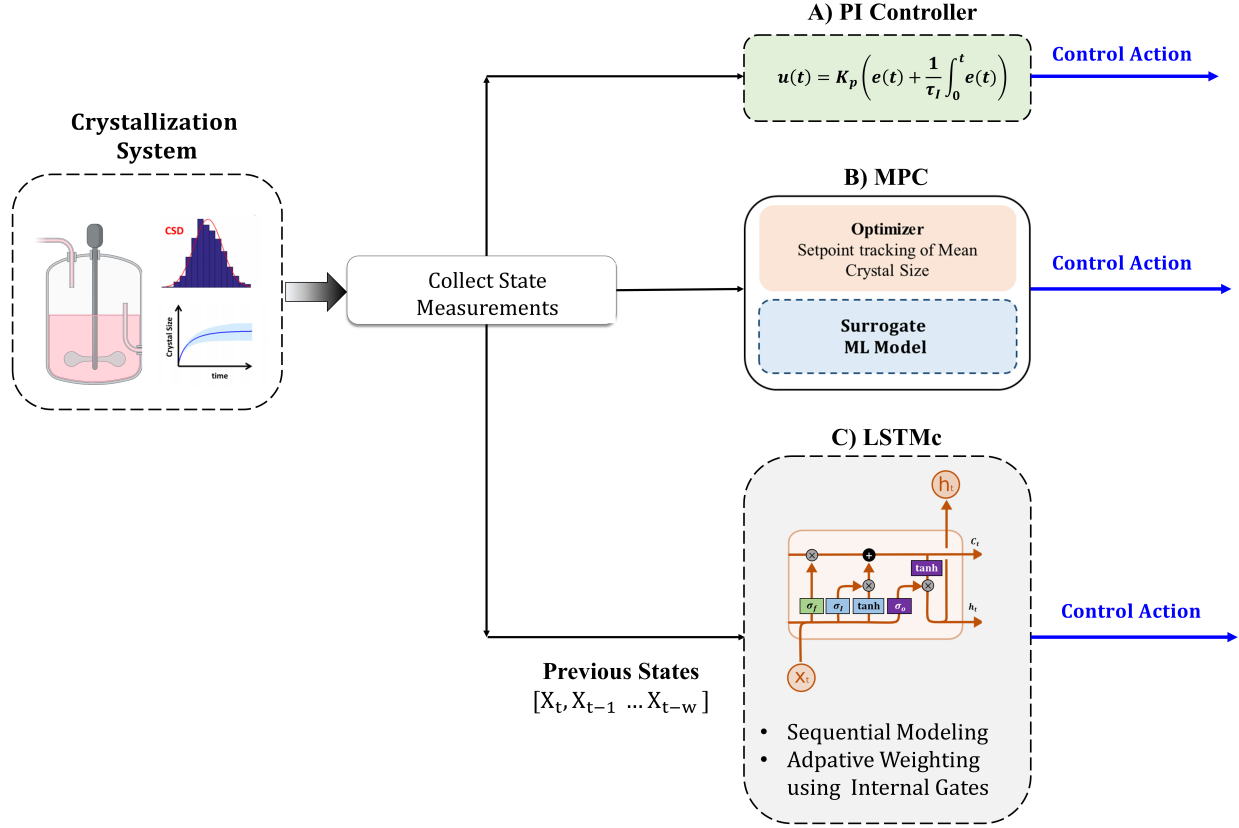 A) PI Controller
u(t) = K_p (e(t) + 1/τ_I ∫_0^t e(t))
Control Action
Crystallization
System
CSD
Crystal Size
time
Collect State
Measurements
B) MPC
Optimizer
Setpoint tracking of Mean
Crystal Size
Surrogate
ML Model
Control Action
C) LSTMc
h_t
C_t
tanh
σ_f
σ_I
tanh
σ_o
h_t
X_t
Control Action
Previous States
[X_t, X_{t−1} … X_{t−w} ]
• Sequential Modeling
• Adpative Weighting
using Internal Gates